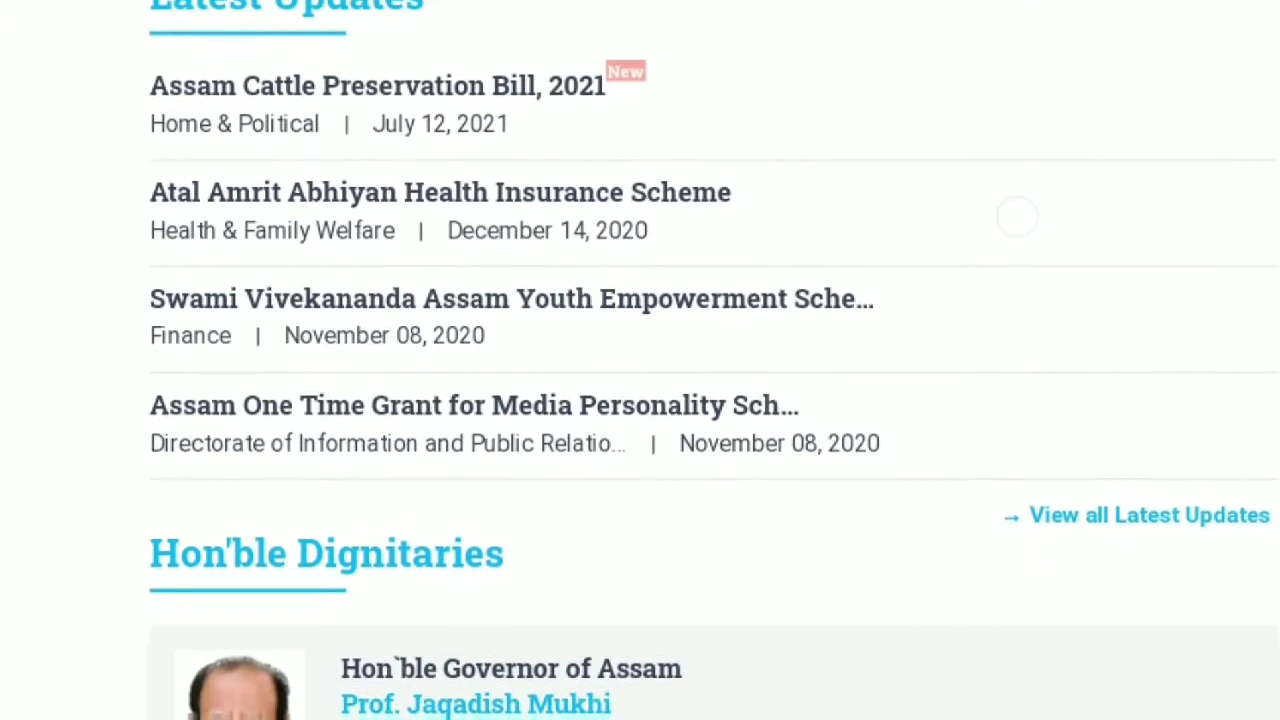 Latest Updates
Assam Cattle Preservation Bill, 2021 New
Home & Political | July 12, 2021
Atal Amrit Abhiyan Health Insurance Scheme
Health & Family Welfare | December 14, 2020
Swami Vivekananda Assam Youth Empowerment Sche...
Finance | November 08, 2020
Assam One Time Grant for Media Personality Sch...
Directorate of Information and Public Relatio... | November 08, 2020
→ View all Latest Updates
Hon'ble Dignitaries
Hon`ble Governor of Assam
Prof. Jagadish Mukhi